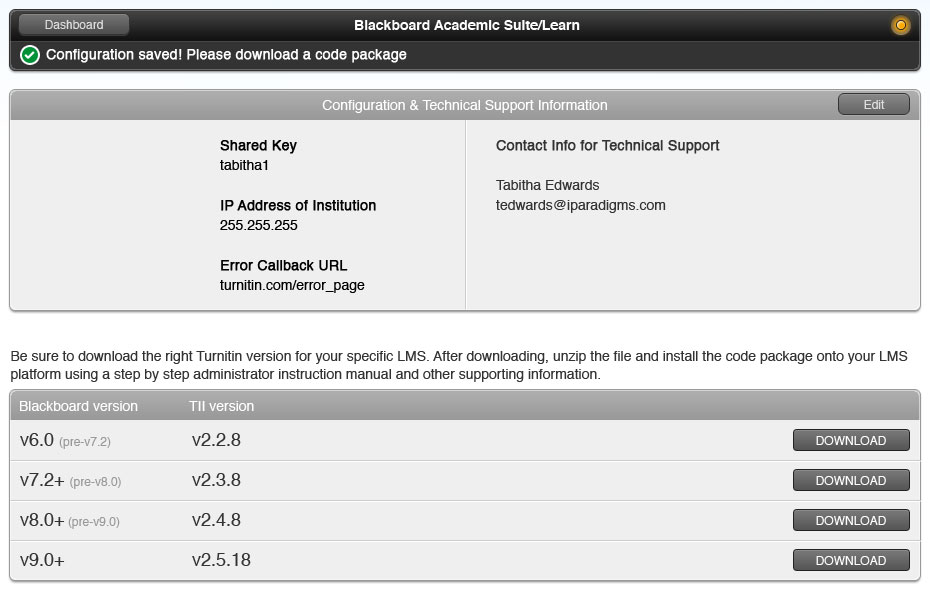 Dashboard
Blackboard Academic Suite/Learn
Configuration saved! Please download a code package
Configuration & Technical Support Information
Edit
Shared Key
tabitha1
IP Address of Institution
255.255.255
Error Callback URL
turnitin.com/error_page
Contact Info for Technical Support
Tabitha Edwards
tedwards@iparadigms.com
Be sure to download the right Turnitin version for your specific LMS. After downloading, unzip the file and install the code package onto your LMS
platform using a step by step administrator instruction manual and other supporting information.
Blackboard version TII version
v6.0 (pre-v7.2) v2.2.8 DOWNLOAD
v7.2+ (pre-v8.0) v2.3.8 DOWNLOAD
v8.0+ (pre-v9.0) v2.4.8 DOWNLOAD
v9.0+ v2.5.18 DOWNLOAD